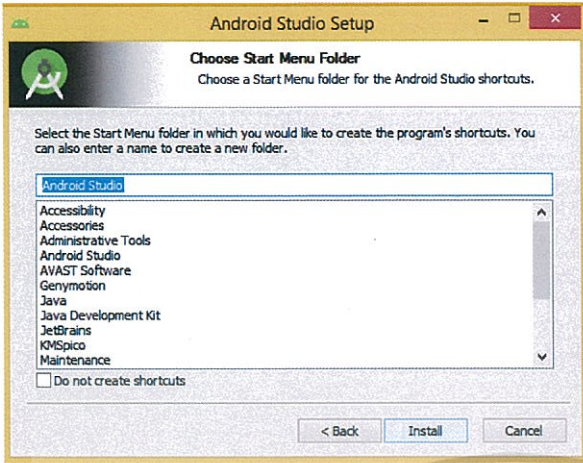 Android Studio Setup
Choose Start Menu Folder
Choose a Start Menu folder for the Android Studio shortcuts.
Select the Start Menu folder in which you would like to create the program's shortcuts. You
can also enter a name to create a new folder.
Android Studio
Accessibility
Accessories
Administrative Tools
Android Studio
AVAST Software
Genymotion
Java
Java Development Kit
JetBrains
KMSpico
Maintenance
Do not create shortcuts
< Back
Install
Cancel